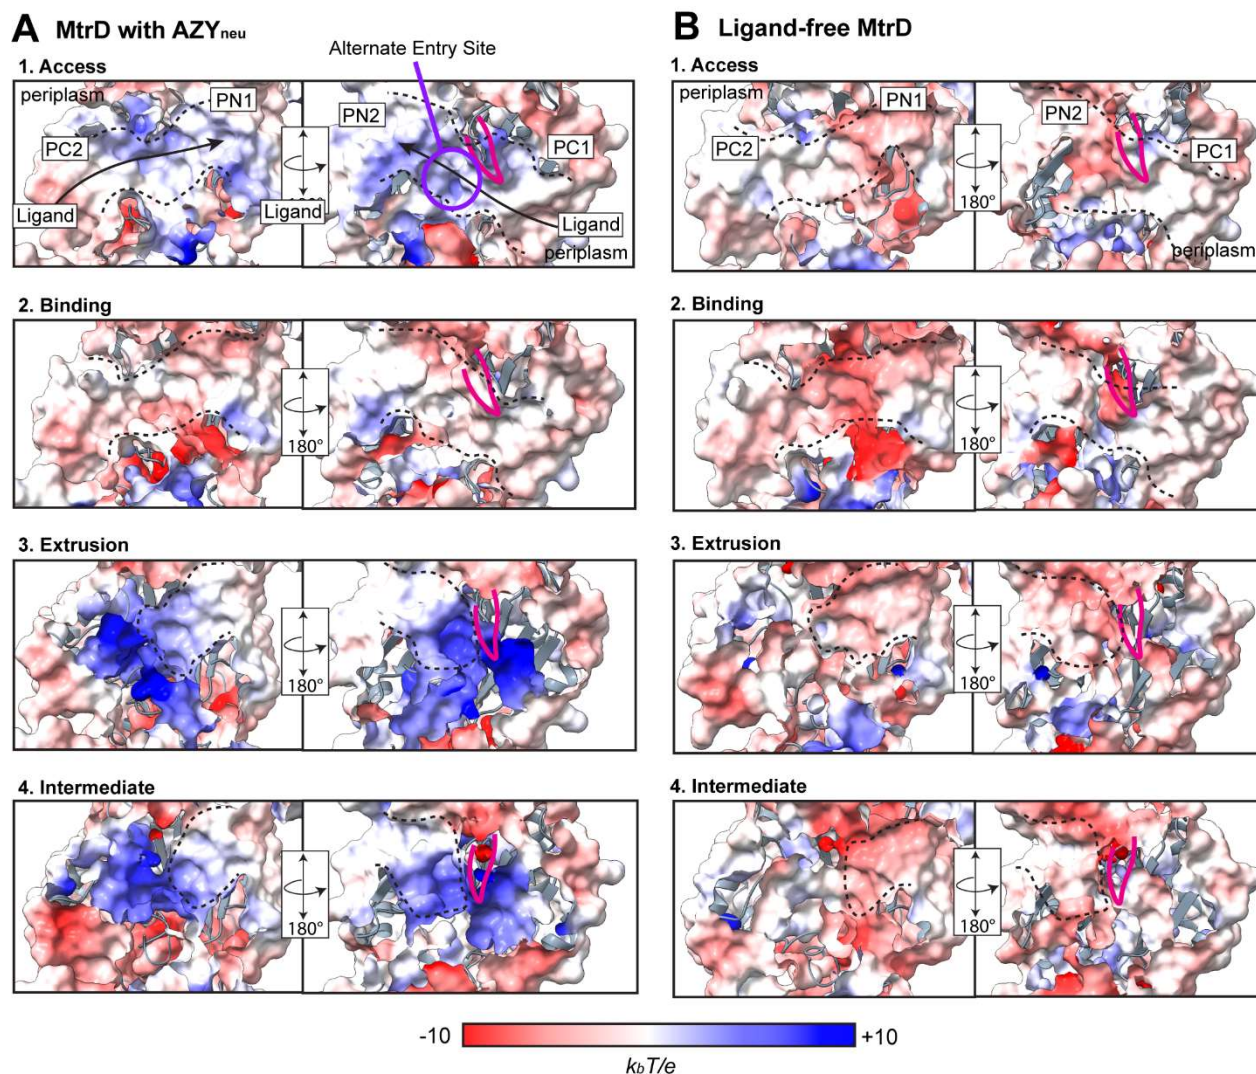 A MtrD with AZYneu
Alternate Entry Site
1. Access
periplasm
PN1
PC2
Ligand
180°
PN2
PC1
Ligand
Ligand
periplasm
2. Binding
180°
3. Extrusion
180°
4. Intermediate
180°
B Ligand-free MtrD
1. Access
periplasm
PN1
PC2
180°
PN2
PC1
periplasm
2. Binding
180°
3. Extrusion
180°
4. Intermediate
180°
-10 +10
kbT/e